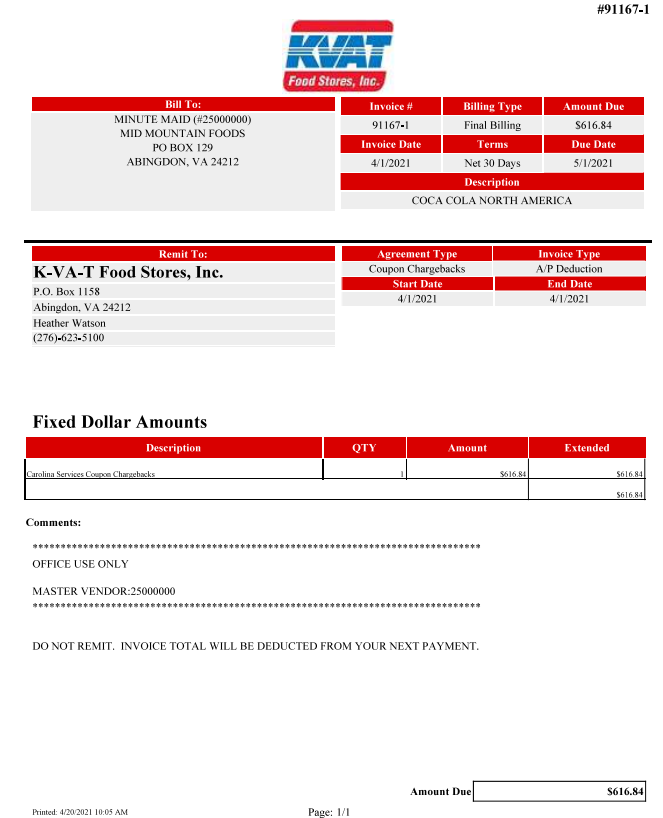 #91167-1
KVAT
Food Stores, Inc.
Bill To:
MINUTE MAID (#25000000)
MID MOUNTAIN FOODS
PO BOX 129
ABINGDON, VA 24212
Invoice # Billing Type Amount Due
91167-1 Final Billing $616.84
Invoice Date Terms Due Date
4/1/2021 Net 30 Days 5/1/2021
Description
COCA COLA NORTH AMERICA
Remit To:
K-VA-T Food Stores, Inc.
P.O. Box 1158
Abingdon, VA 24212
Heather Watson
(276)-623-5100
Agreement Type Invoice Type
Coupon Chargebacks A/P Deduction
Start Date End Date
4/1/2021 4/1/2021
Fixed Dollar Amounts
Description QTY Amount Extended
Carolina Services Coupon Chargebacks 1 $616.84 $616.84
$616.84
Comments:
********************************************************************************
OFFICE USE ONLY
MASTER VENDOR:25000000
********************************************************************************
DO NOT REMIT. INVOICE TOTAL WILL BE DEDUCTED FROM YOUR NEXT PAYMENT.
Amount Due $616.84
Printed: 4/20/2021 10:05 AM Page: 1/1